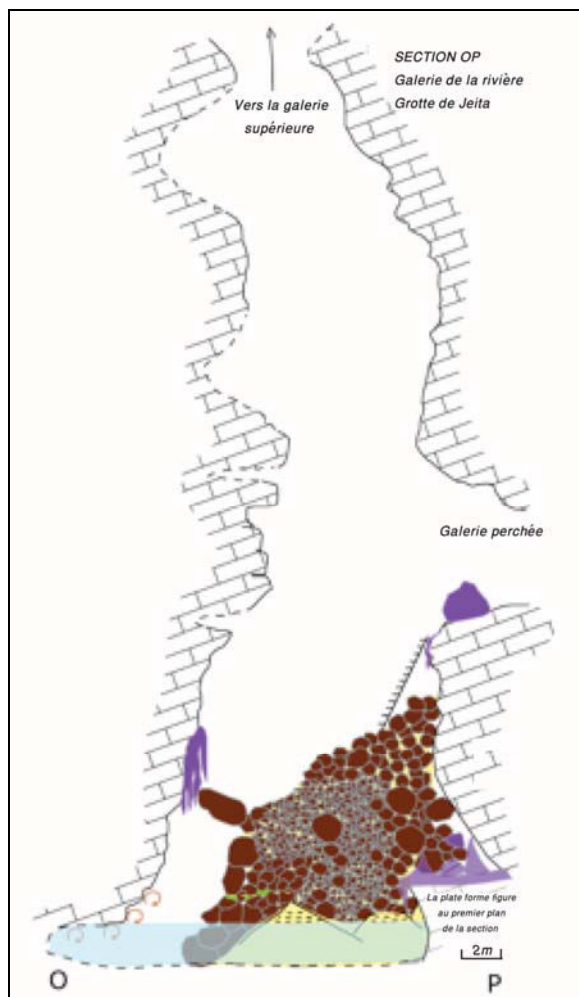 SECTION OP
Galerie de la rivière
Grotte de Jeita
Vers la galerie
supérieure
Galerie perchée
La plate forme figure
au premier plan
de la section
2m
O
P